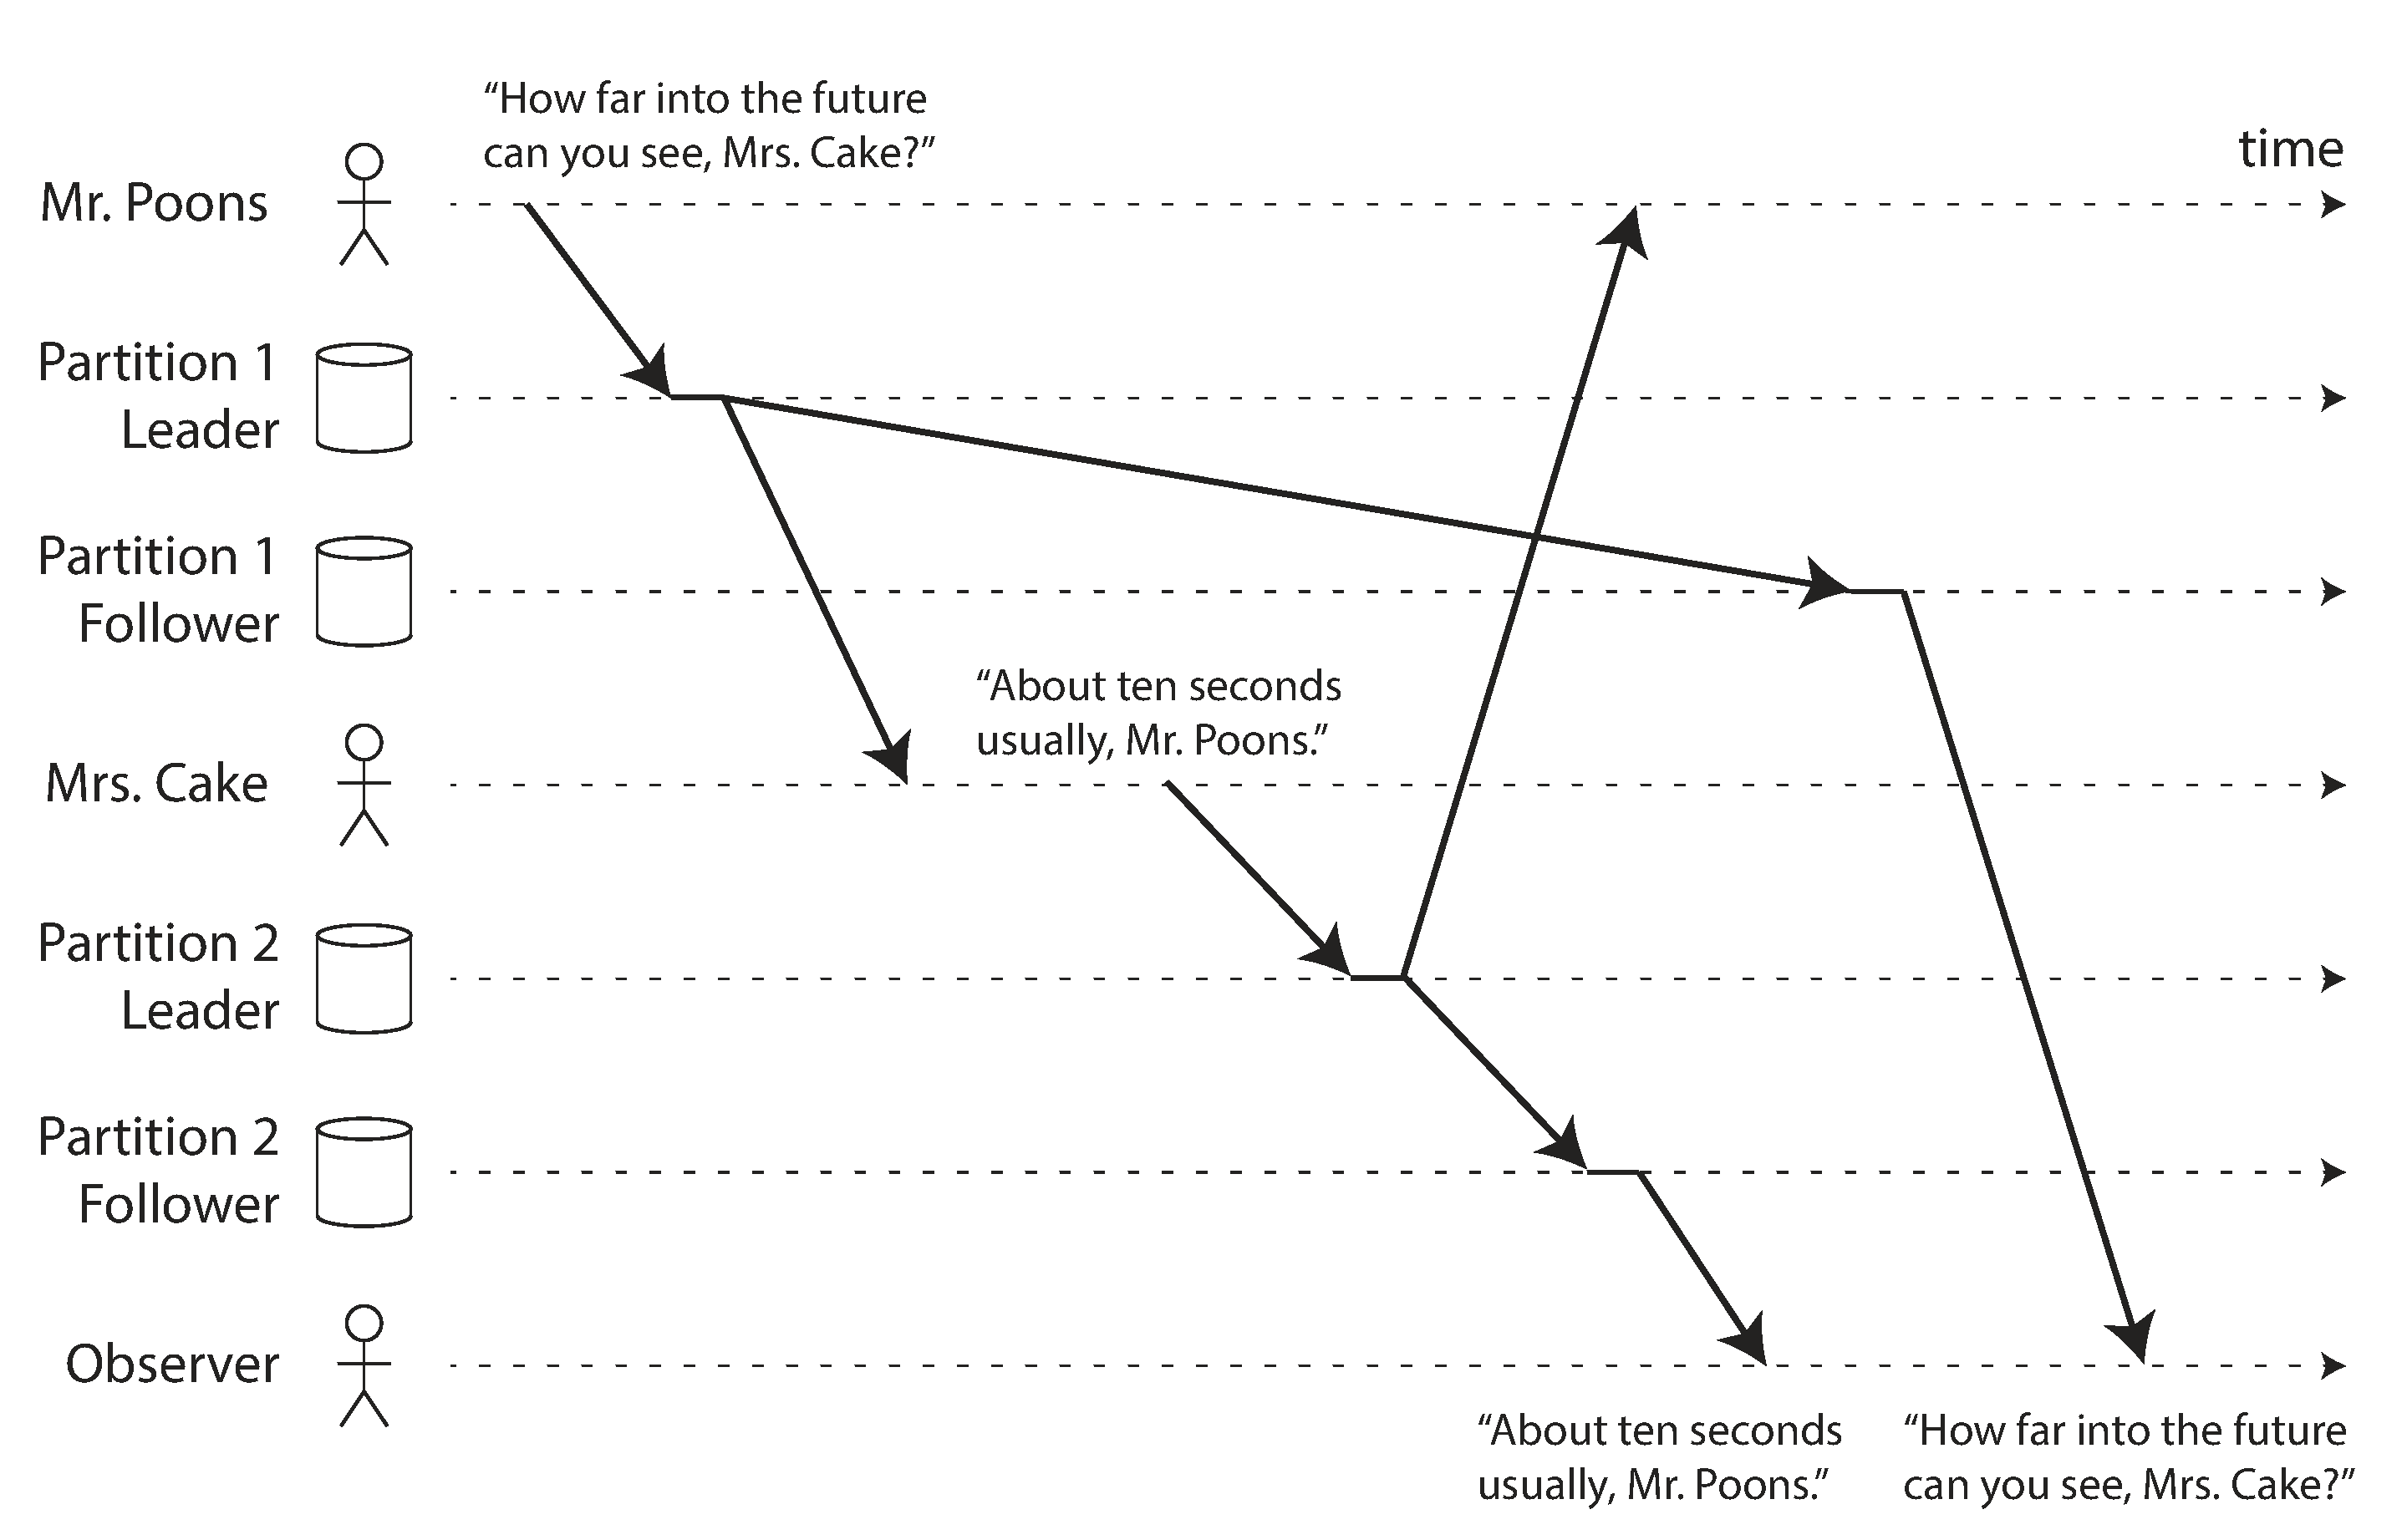 “How far into the future
can you see, Mrs. Cake?”
time
Mr. Poons
Partition 1
Leader
Partition 1
Follower
“About ten seconds
usually, Mr. Poons.”
Mrs. Cake
Partition 2
Leader
Partition 2
Follower
Observer
“About ten seconds
usually, Mr. Poons.”
“How far into the future
can you see, Mrs. Cake?”